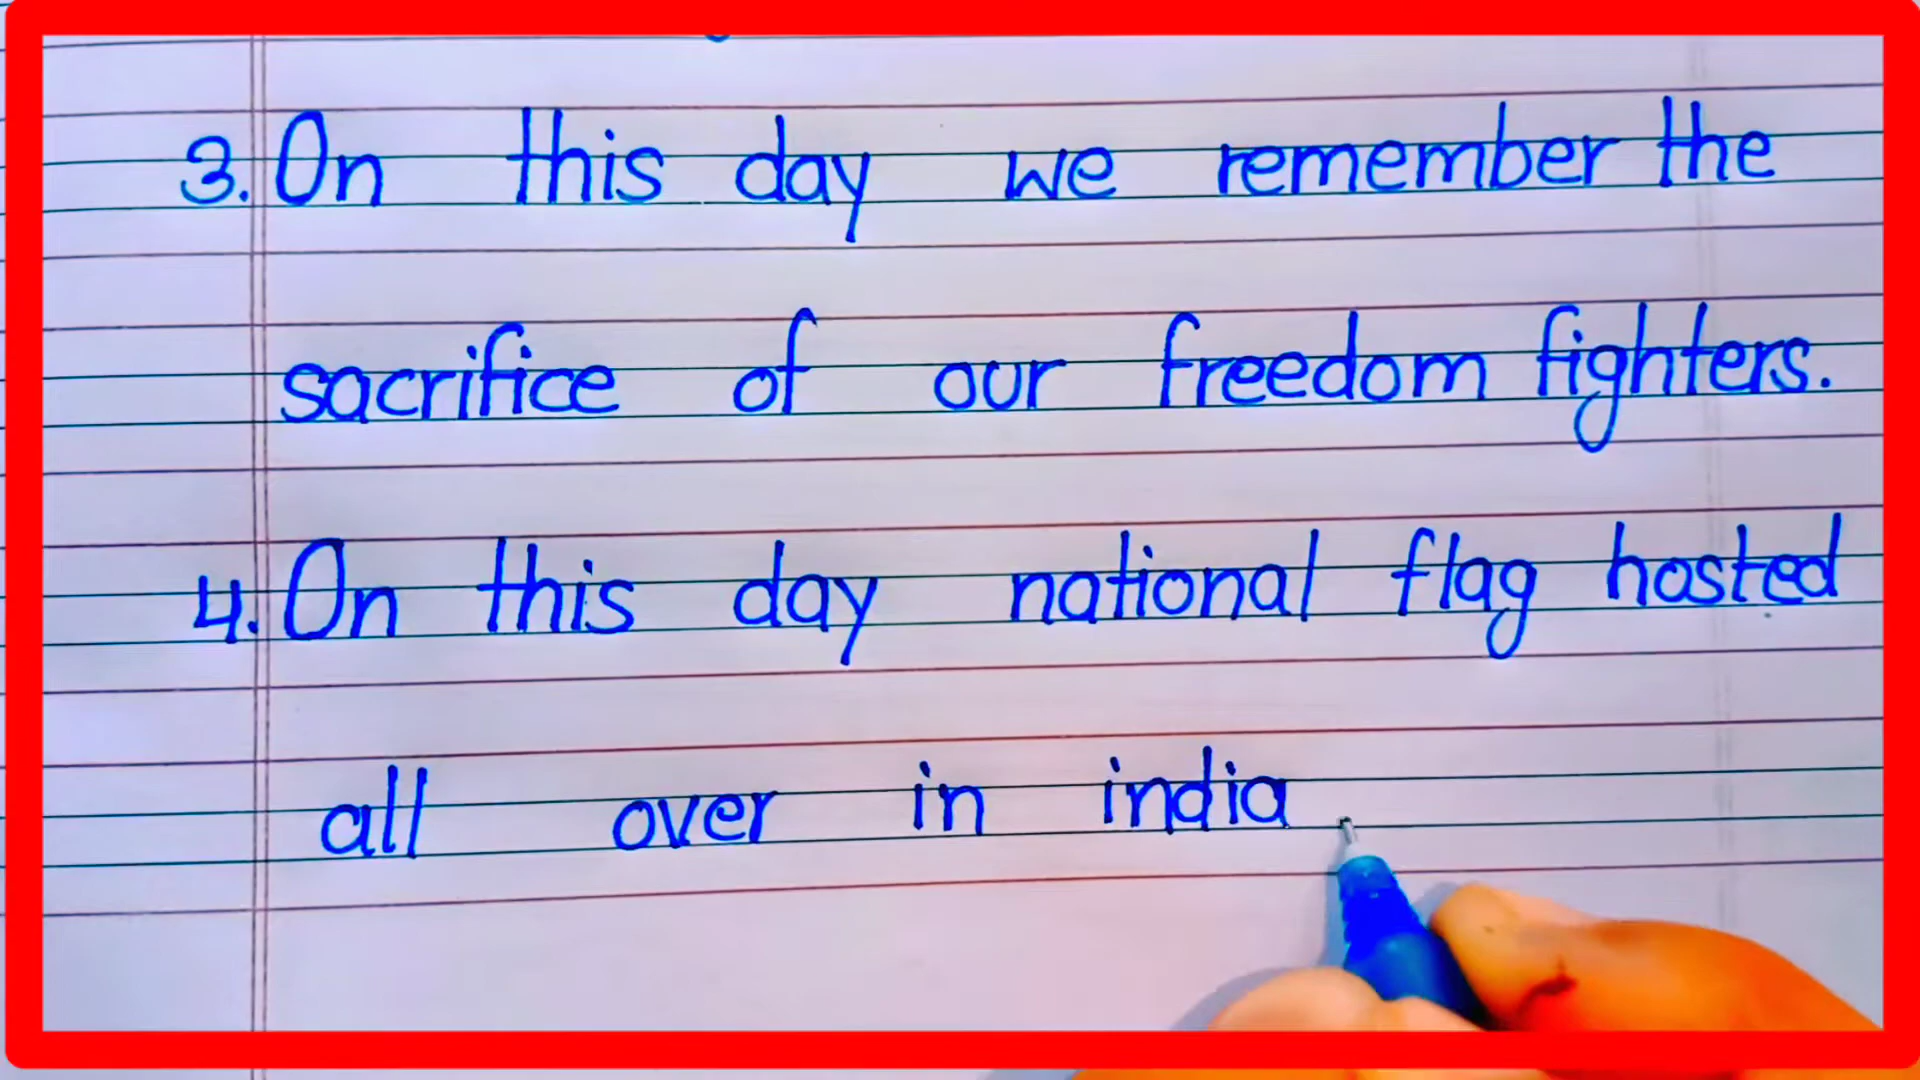 3. On this day we remember the
sacrifice of our freedom fighters.
4. On this day national flag hosted
all over in india